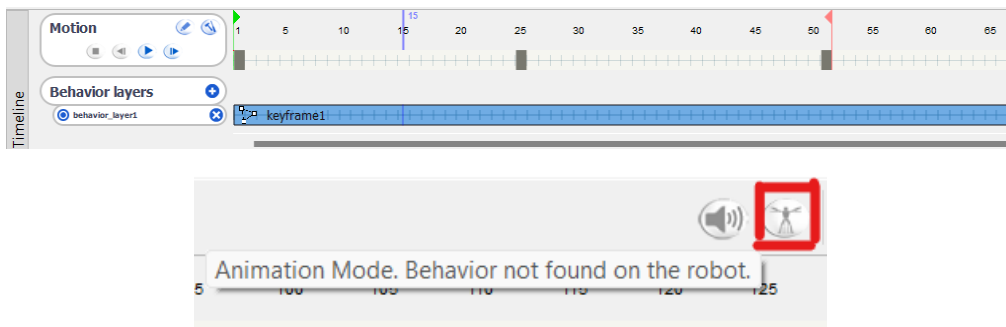 15
Motion
1 5 10 15 20 25 30 35 40 45 50 55 60 65
Timeline
Behavior layers
behavior_layer1
keyframe1
Animation Mode. Behavior not found on the robot.
5 100 105 110 115 120 125